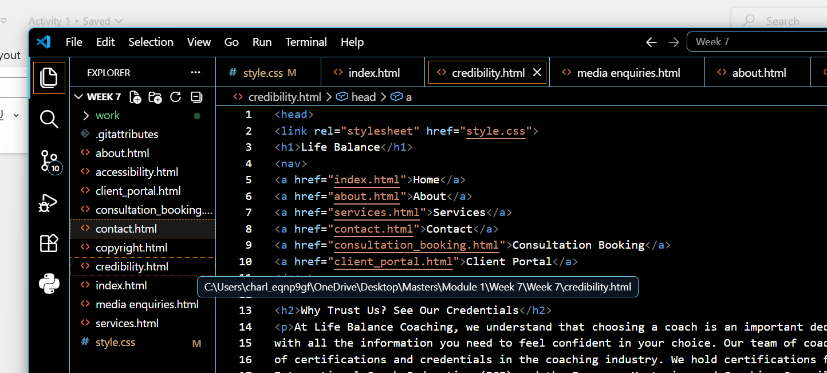 Activity 1 • Saved
Search
File Edit Selection View Go Run Terminal Help
Week 7
yout
EXPLORER
# style.css M
<> index.html
<> credibility.html
<> media enquiries.html
<> about.html
WEEK 7
credibility.html > head > a
work
.gitattributes
about.html
accessibility.html
client_portal.html
consultation_booking....
contact.html
copyright.html
credibility.html
index.html
media enquiries.html
services.html
# style.css M
10
1 <head>
2 <link rel="stylesheet" href="style.css">
3 <h1>Life Balance</h1>
4 <nav>
5 <a href="index.html">Home</a>
6 <a href="about.html">About</a>
7 <a href="services.html">Services</a>
8 <a href="contact.html">Contact</a>
9 <a href="consultation_booking.html">Consultation Booking</a>
10 <a href="client_portal.html">Client Portal</a>
C:\Users\charl_eqnp9gf\OneDrive\Desktop\Masters\Module 1\Week 7\Week 7\credibility.html
13 <h2>Why Trust Us? See Our Credentials</h2>
14 <p>At Life Balance Coaching, we understand that choosing a coach is an important dec
15 with all the information you need to feel confident in your choice. Our team of coac
16 of certifications and credentials in the coaching industry. We hold certifications f